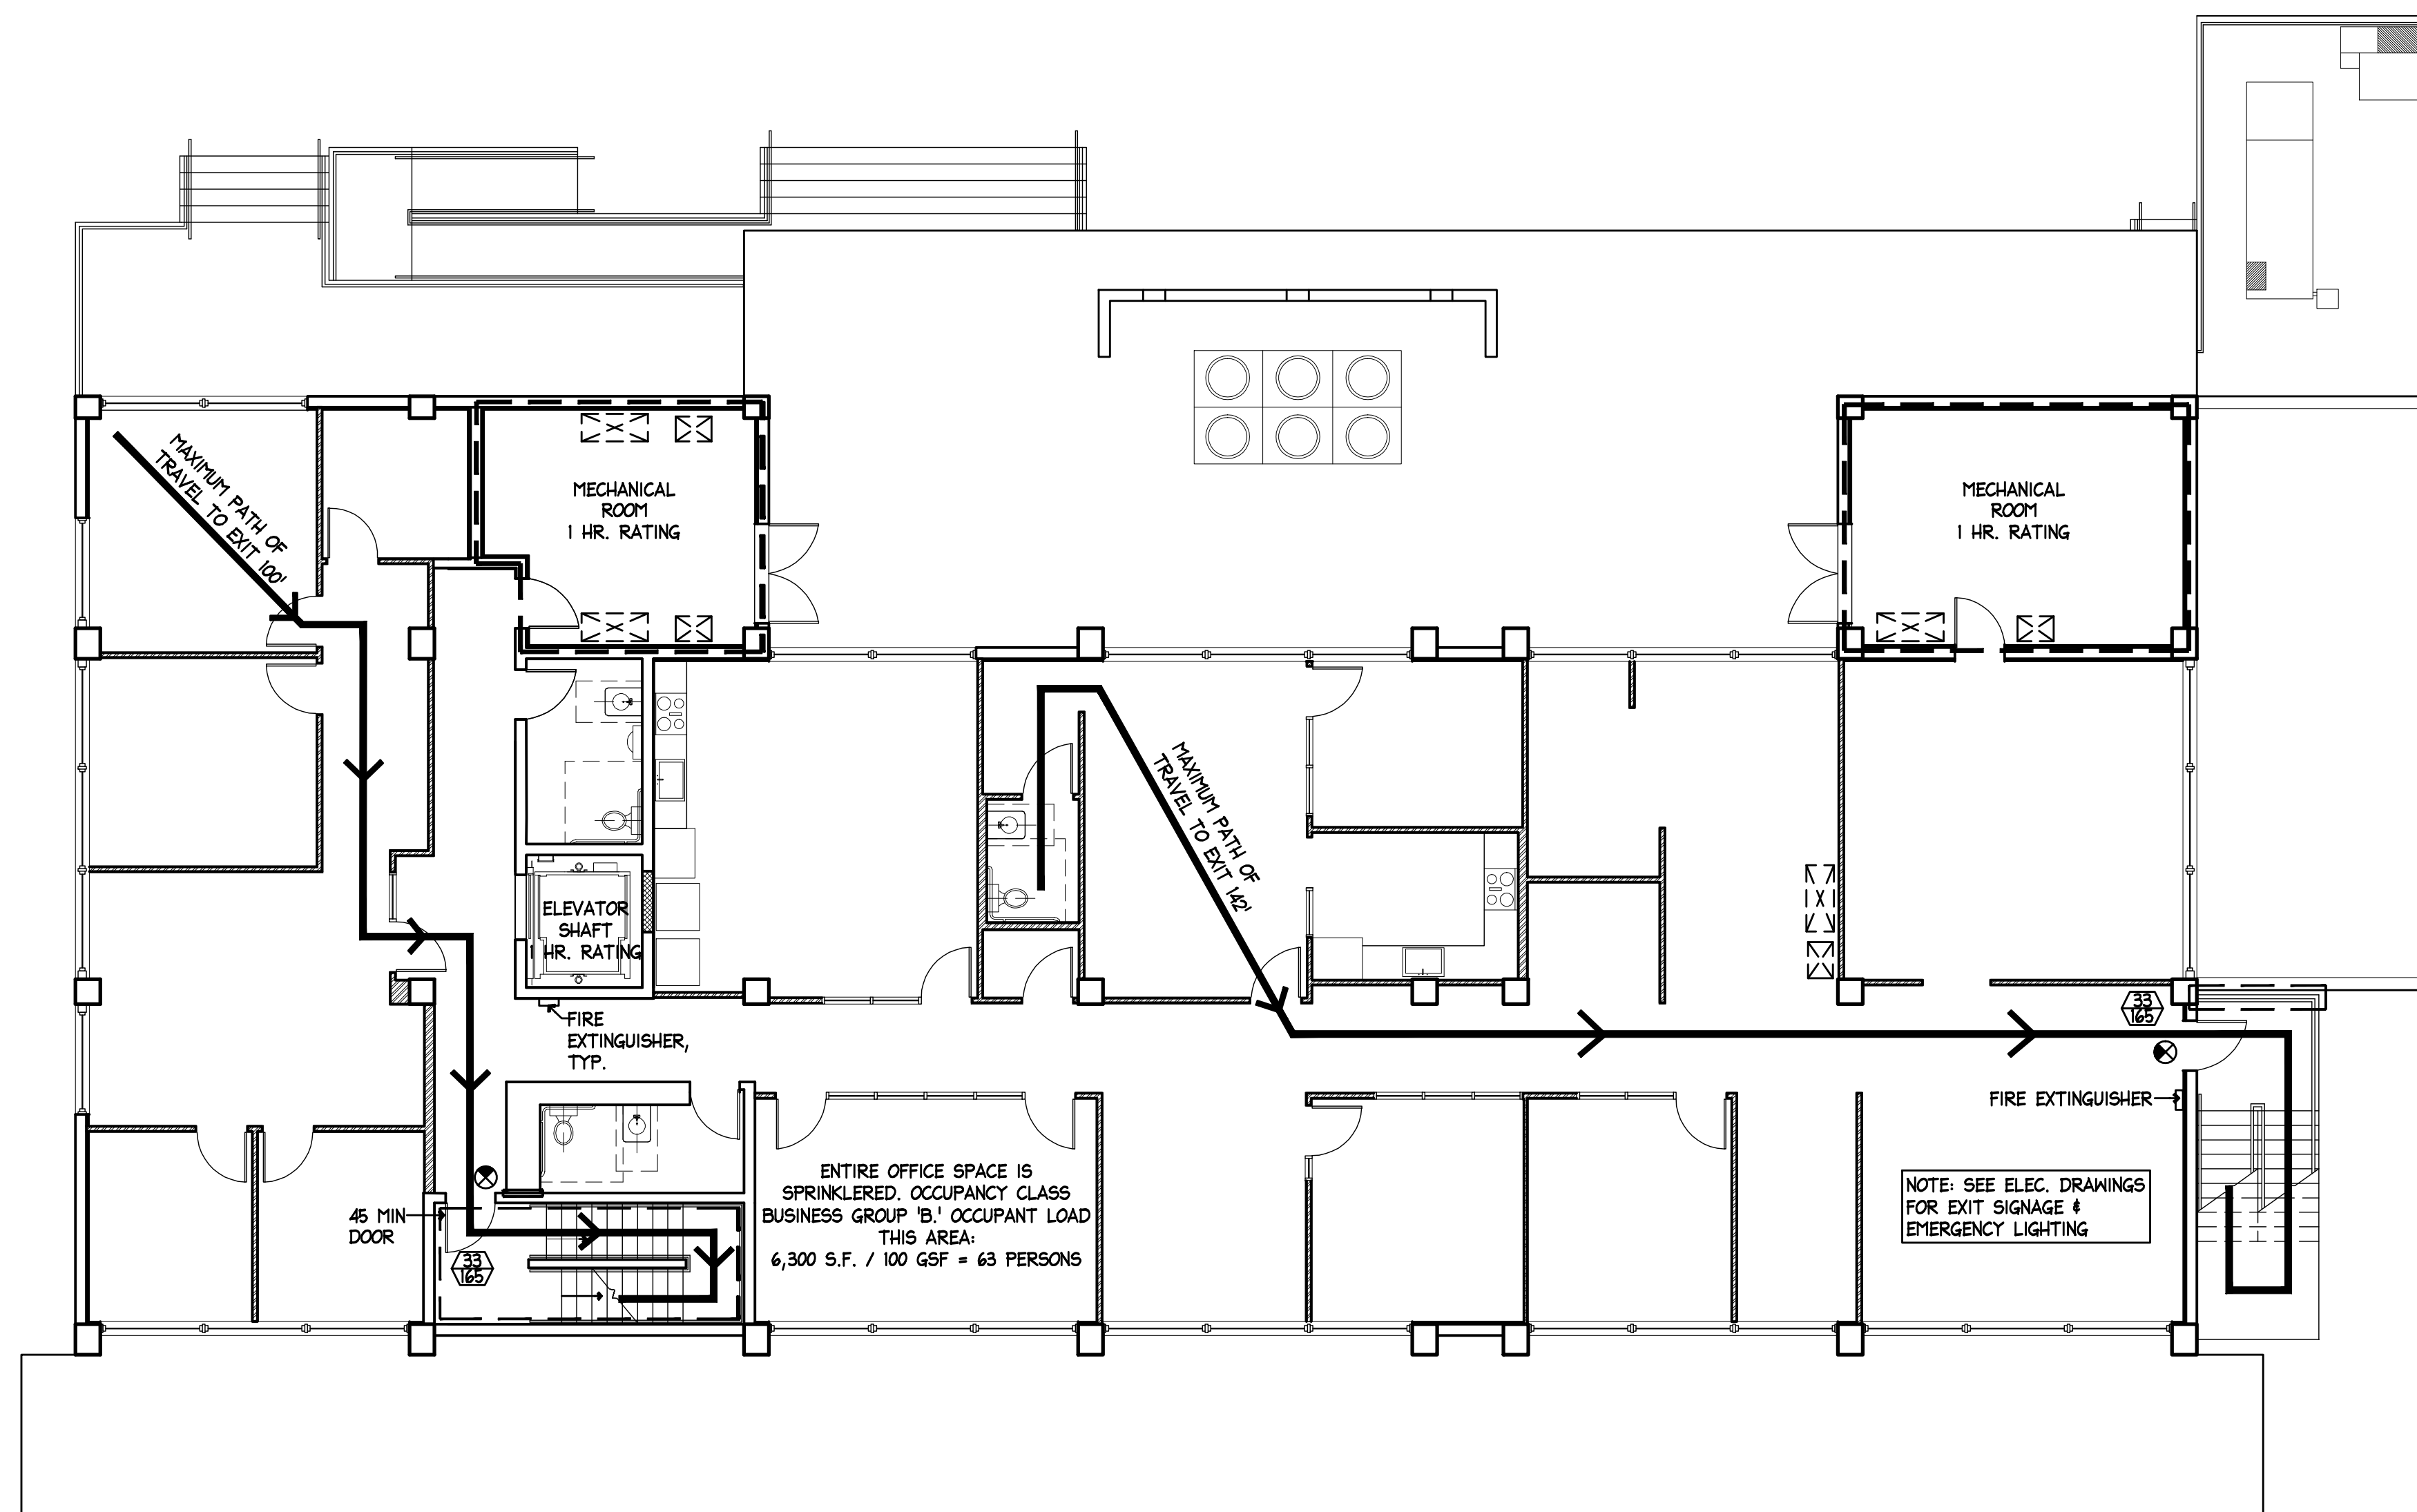 MAXIMUM PATH OF
TRAVEL TO EXIT 100'
MECHANICAL
ROOM
1 HR. RATING
MECHANICAL
ROOM
1 HR. RATING
MAXIMUM PATH OF
TRAVEL TO EXIT 142'
ELEVATOR
SHAFT
1 HR. RATING
FIRE
EXTINGUISHER,
TYP.
33
165
FIRE EXTINGUISHER
45 MIN
DOOR
33
165
ENTIRE OFFICE SPACE IS
SPRINKLERED. OCCUPANCY CLASS
BUSINESS GROUP 'B.' OCCUPANT LOAD
THIS AREA:
6,300 S.F. / 100 GSF = 63 PERSONS
NOTE: SEE ELEC. DRAWINGS
FOR EXIT SIGNAGE &
EMERGENCY LIGHTING